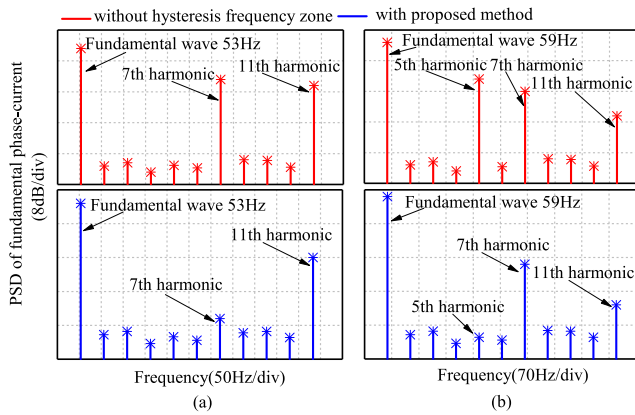 without hysteresis frequency zone
with proposed method
Fundamental wave 53Hz
7th harmonic
11th harmonic
Fundamental wave 59Hz
5th harmonic
7th harmonic
11th harmonic
PSD of fundamental phase-current
(8dB/div)
Fundamental wave 53Hz
11th harmonic
7th harmonic
Fundamental wave 59Hz
7th harmonic
11th harmonic
5th harmonic
Frequency(50Hz/div)
Frequency(70Hz/div)
(a)
(b)